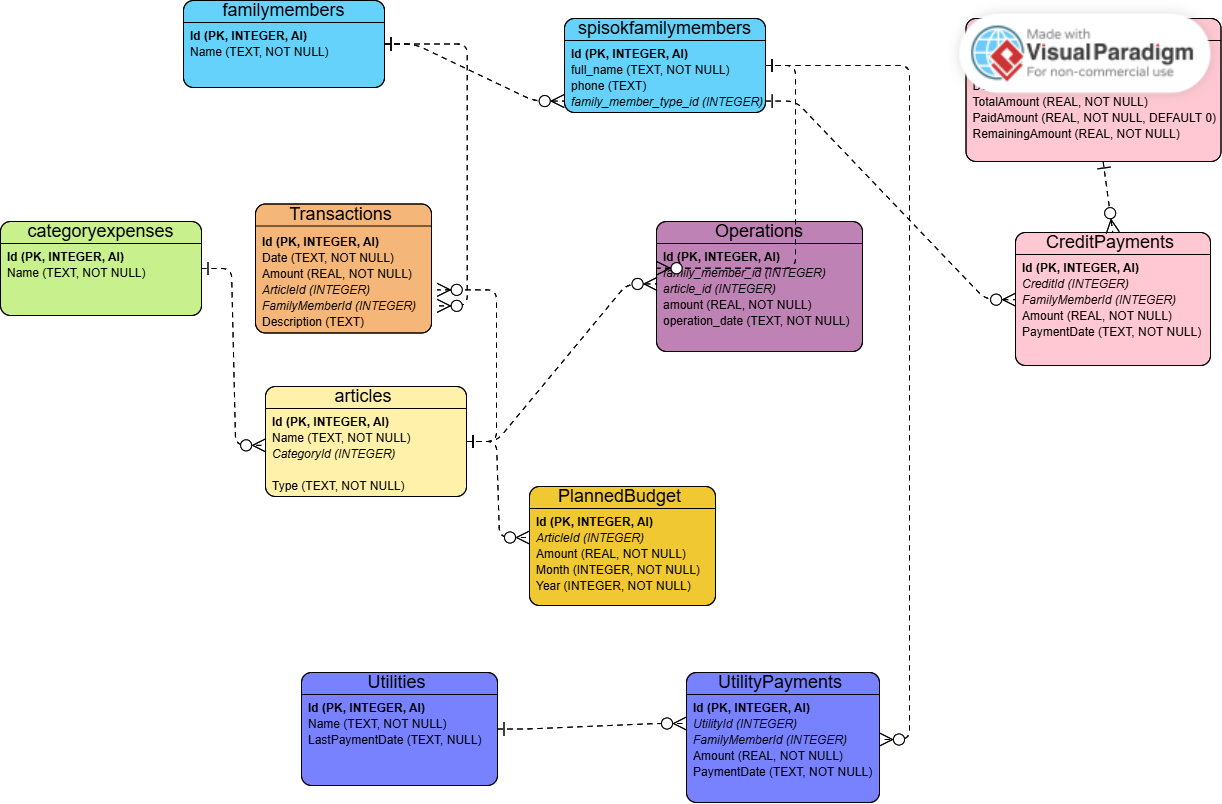 familymembers
Id (PK, INTEGER, AI)
Name (TEXT, NOT NULL)
spisokfamilymembers
Id (PK, INTEGER, AI)
full_name (TEXT, NOT NULL)
phone (TEXT)
family_member_type_id (INTEGER)
Made with
Visual Paradigm
For non-commercial use
TotalAmount (REAL, NOT NULL)
PaidAmount (REAL, NOT NULL, DEFAULT 0)
RemainingAmount (REAL, NOT NULL)
categoryexpenses
Id (PK, INTEGER, AI)
Name (TEXT, NOT NULL)
Transactions
Id (PK, INTEGER, AI)
Date (TEXT, NOT NULL)
Amount (REAL, NOT NULL)
ArticleId (INTEGER)
FamilyMemberId (INTEGER)
Description (TEXT)
Operations
Id (PK, INTEGER, AI)
family_member_id (INTEGER)
article_id (INTEGER)
amount (REAL, NOT NULL)
operation_date (TEXT, NOT NULL)
CreditPayments
Id (PK, INTEGER, AI)
CreditId (INTEGER)
FamilyMemberId (INTEGER)
Amount (REAL, NOT NULL)
PaymentDate (TEXT, NOT NULL)
articles
Id (PK, INTEGER, AI)
Name (TEXT, NOT NULL)
CategoryId (INTEGER)
Type (TEXT, NOT NULL)
PlannedBudget
Id (PK, INTEGER, AI)
ArticleId (INTEGER)
Amount (REAL, NOT NULL)
Month (INTEGER, NOT NULL)
Year (INTEGER, NOT NULL)
Utilities
Id (PK, INTEGER, AI)
Name (TEXT, NOT NULL)
LastPaymentDate (TEXT, NULL)
UtilityPayments
Id (PK, INTEGER, AI)
UtilityId (INTEGER)
FamilyMemberId (INTEGER)
Amount (REAL, NOT NULL)
PaymentDate (TEXT, NOT NULL)